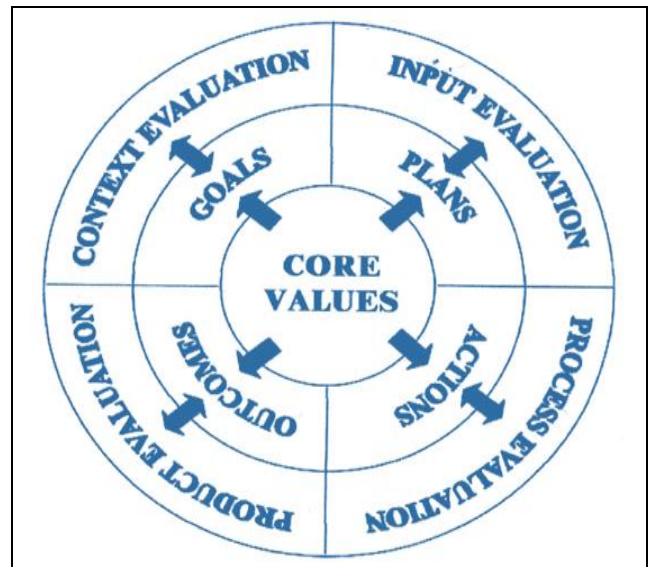 CONTEXT EVALUATION
INPUT EVALUATION
GOALS
PLANS
CORE
VALUES
OUTCOMES
ACTIONS
PRODUCT EVALUATION
PROCESS EVALUATION